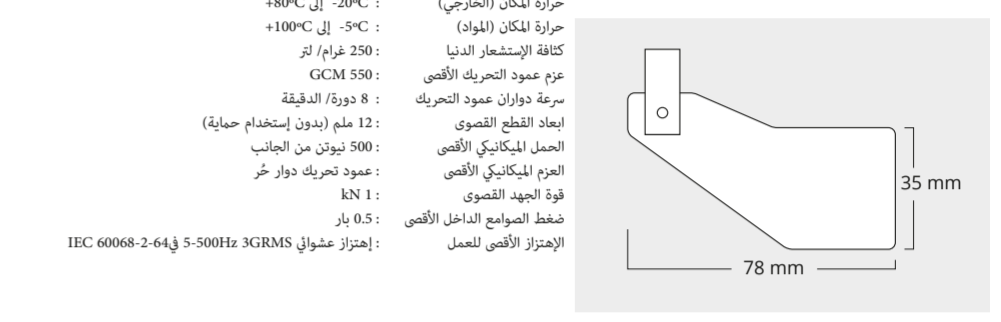 حرارة المكان (الخارجي) : -20ºC إلى +80ºC
حرارة المكان (المواد) : -5ºC إلى +100ºC
كثافة الإستشعار الدنيا : 250 غرام/ لتر
عزم عمود التحريك الأقصى : 550 GCM
سرعة دواران عمود التحريك : 8 دورة/ الدقيقة
ابعاد القطع القصوى : 12 ملم (بدون إستخدام حماية)
الحمل الميكانيكي الأقصى : 500 نيوتن من الجانب
العزم الميكانيكي الأقصى : عمود تحريك دوار حُر
قوة الجهد القصوى : 1 kN
ضغط الصوامع الداخل الأقصى : 0.5 بار
الإهتزاز الأقصى للعمل : إهتزاز عشوائي 5-500Hz 3GRMS في IEC 60068-2-64
35 mm
78 mm